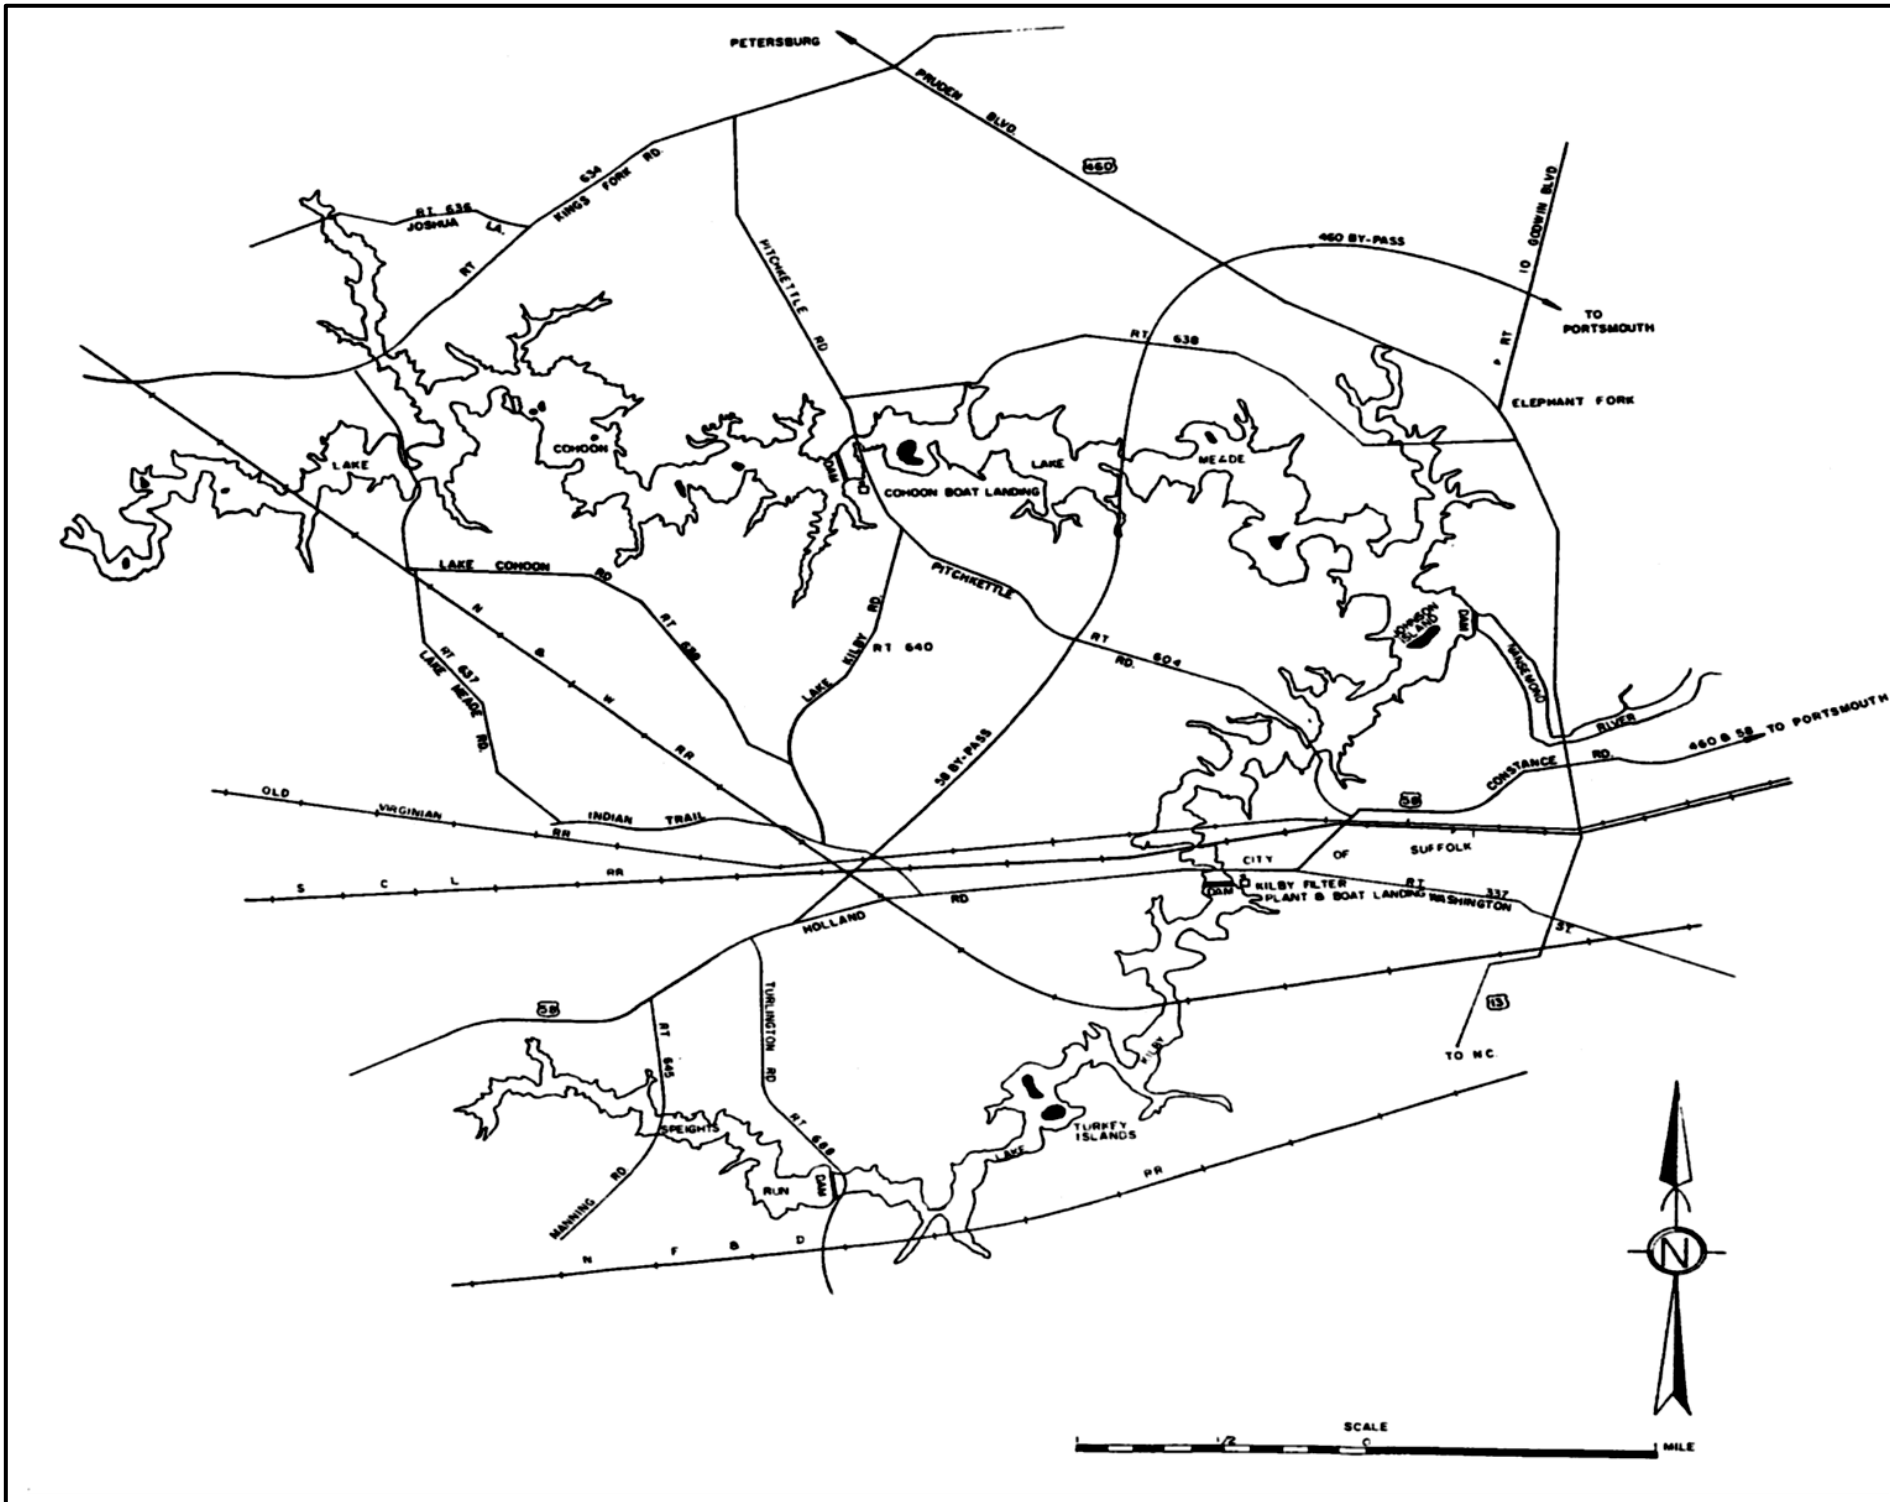 PETERSBURG
PRUDEN BLVD.
460
RT 634
KINGS FORK RD.
RT. 636
JOSHUA LA.
PITCHKETTLE RD
460 BY-PASS
RT 10 GODWIN BLVD
TO
PORTSMOUTH
RT 638
ELEPHANT FORK
LAKE COHOON
DAM
COHOON BOAT LANDING
LAKE MEADE
LAKE COHOON RD
RT
PITCHKETTLE RD.
RT 604
LAKE KILBY RD.
RT 640
JOHNSON
ISLAND
DAM
NANSEMOND RIVER
RT 637
LAKE MEADE RD.
N & W RR
58 BY-PASS
CONSTANCE RD.
460 & 58 TO PORTSMOUTH
58
OLD VIRGINIAN RR
INDIAN TRAIL
S C L RR
CITY OF SUFFOLK
HOLLAND RD
DAM
KILBY FILTER
PLANT & BOAT LANDING
RT 337
WASHINGTON ST.
58
13
TO N.C.
TURLINGTON RD
RT 688
RT 645
MANNING RD
SPEIGHTS RUN
DAM
LAKE KILBY
TURKEY
ISLANDS
N F & D RR
N
SCALE
1 1/2 0 1 MILE